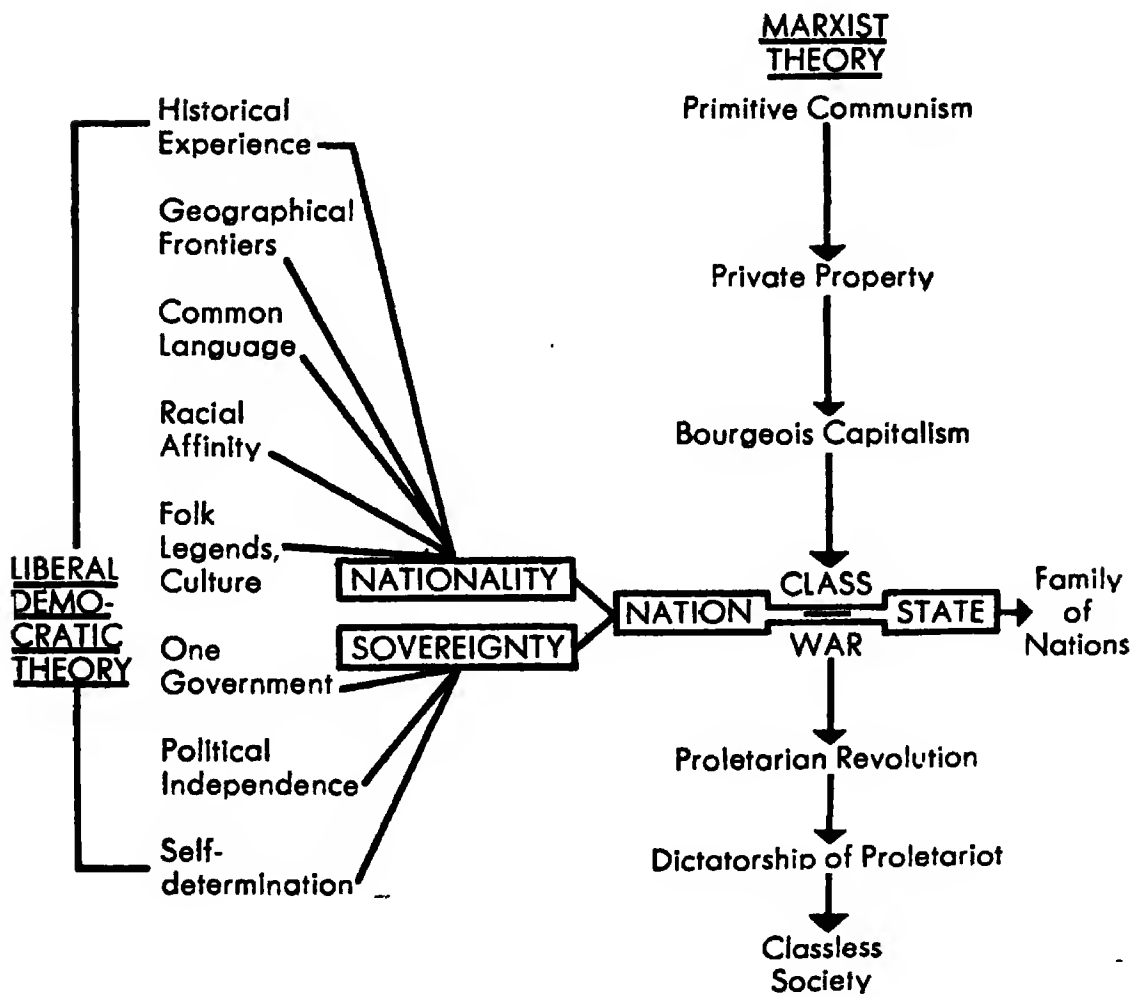 MARXIST
THEORY
Primitive Communism
Private Property
Bourgeois Capitalism
CLASS
WAR
Proletarian Revolution
Dictatorship of Proletariot
Classless
Society
LIBERAL
DEMO-
CRATIC
THEORY
Historical
Experience
Geographical
Frontiers
Common
Language
Racial
Affinity
Folk
Legends,
Culture
One
Government
Political
Independence
Self-
determination
NATIONALITY
SOVEREIGNTY
NATION
STATE
Family
of
Nations